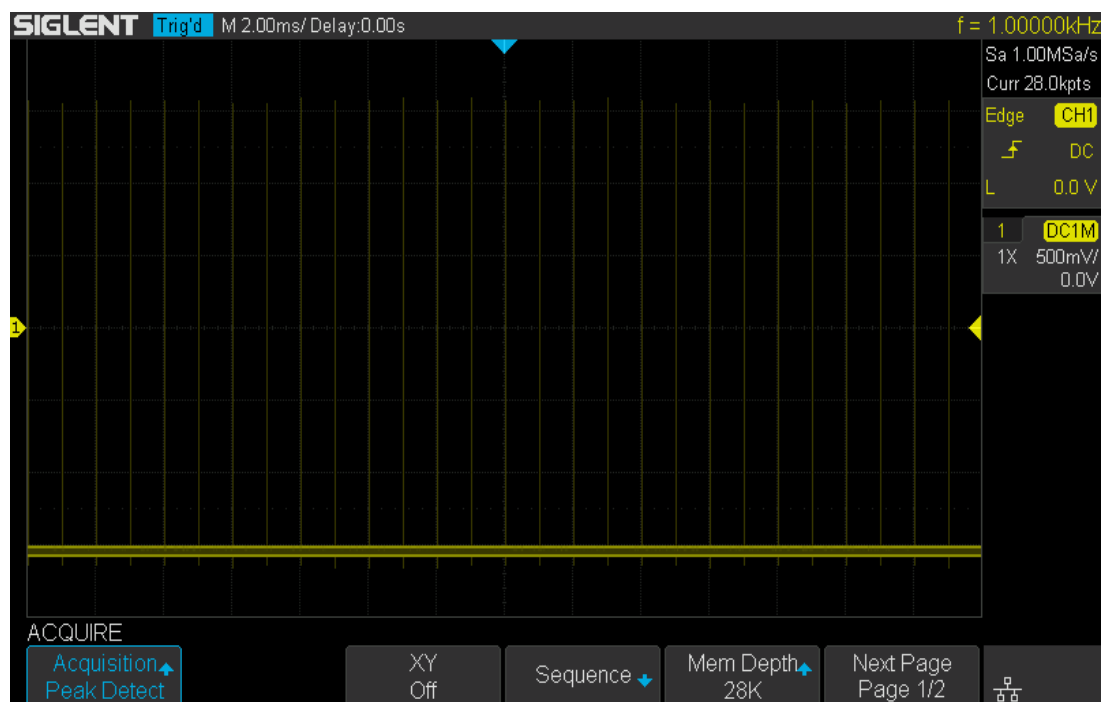 SIGLENT Trig'd M 2.00ms/ Delay:0.00s f = 1.00000kHz
Sa 1.00MSa/s
Curr 28.0kpts
Edge CH1
DC
L 0.0 V
1 DC1M
1X 500mV/
0.0V
1
ACQUIRE
Acquisition
Peak Detect
XY
Off
Sequence
Mem Depth
28K
Next Page
Page 1/2